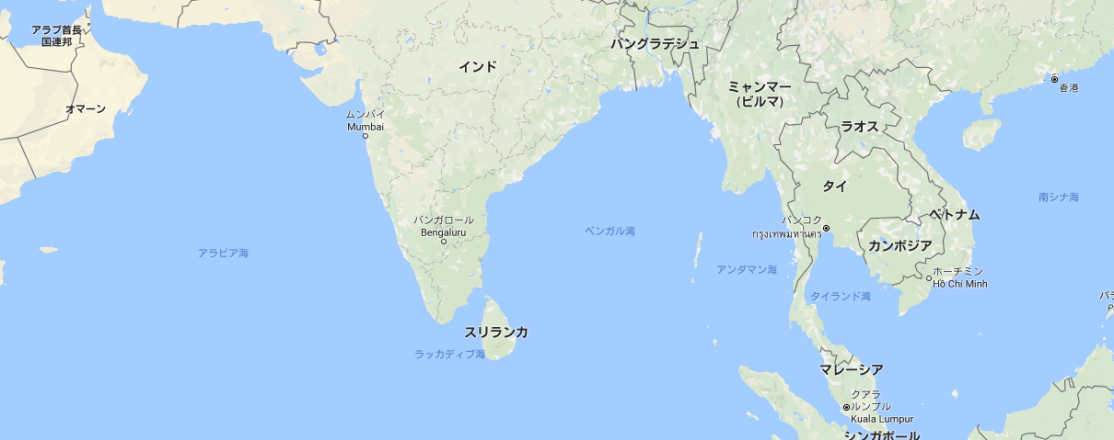 アラブ首長
国連邦
オマーン
インド
バングラデシュ
ミャンマー
(ビルマ)
ラオス
香港
ムンバイ
Mumbai
タイ
南シナ海
ベトナム
バンガロール
Bengaluru
バンコク
กรุงเทพมหานคร
カンボジア
アラビア海
ベンガル湾
アンダマン海
ホーチミン
Hồ Chí Minh
タイランド湾
スリランカ
ラッカディブ海
マレーシア
クアラ
ルンプル
Kuala Lumpur
シンガポール